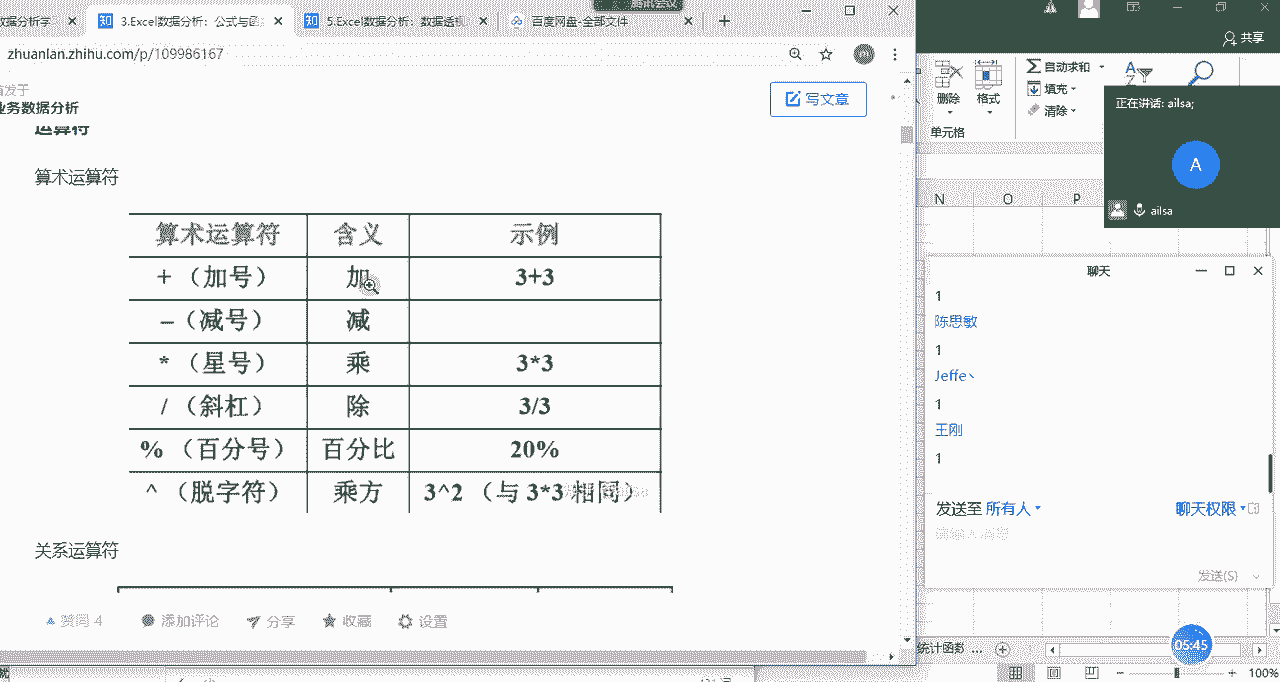 数据分析学
3.Excel数据分析：公式与函
5.Excel数据分析：数据透视
百度网盘-全部文件
zhuanlan.zhihu.com/p/109986167
首发于
业务数据分析
写文章
运算符
算术运算符
算术运算符 含义 示例
+（加号） 加 3+3
–（减号） 减
*（星号） 乘 3*3
/（斜杠） 除 3/3
%（百分号） 百分比 20%
^（脱字符） 乘方 3^2（与 3*3 相同）
关系运算符
赞同 4 添加评论 分享 收藏 设置
共享
删除 格式
单元格
自动求和
填充
清除
正在讲话: ailsa;
A
ailsa
N O P
聊天
1
陈思敏
1
Jeffe丶
1
王刚
1
发送至 所有人
聊天权限
发送(S)
统计函数 ...
05:45
100%